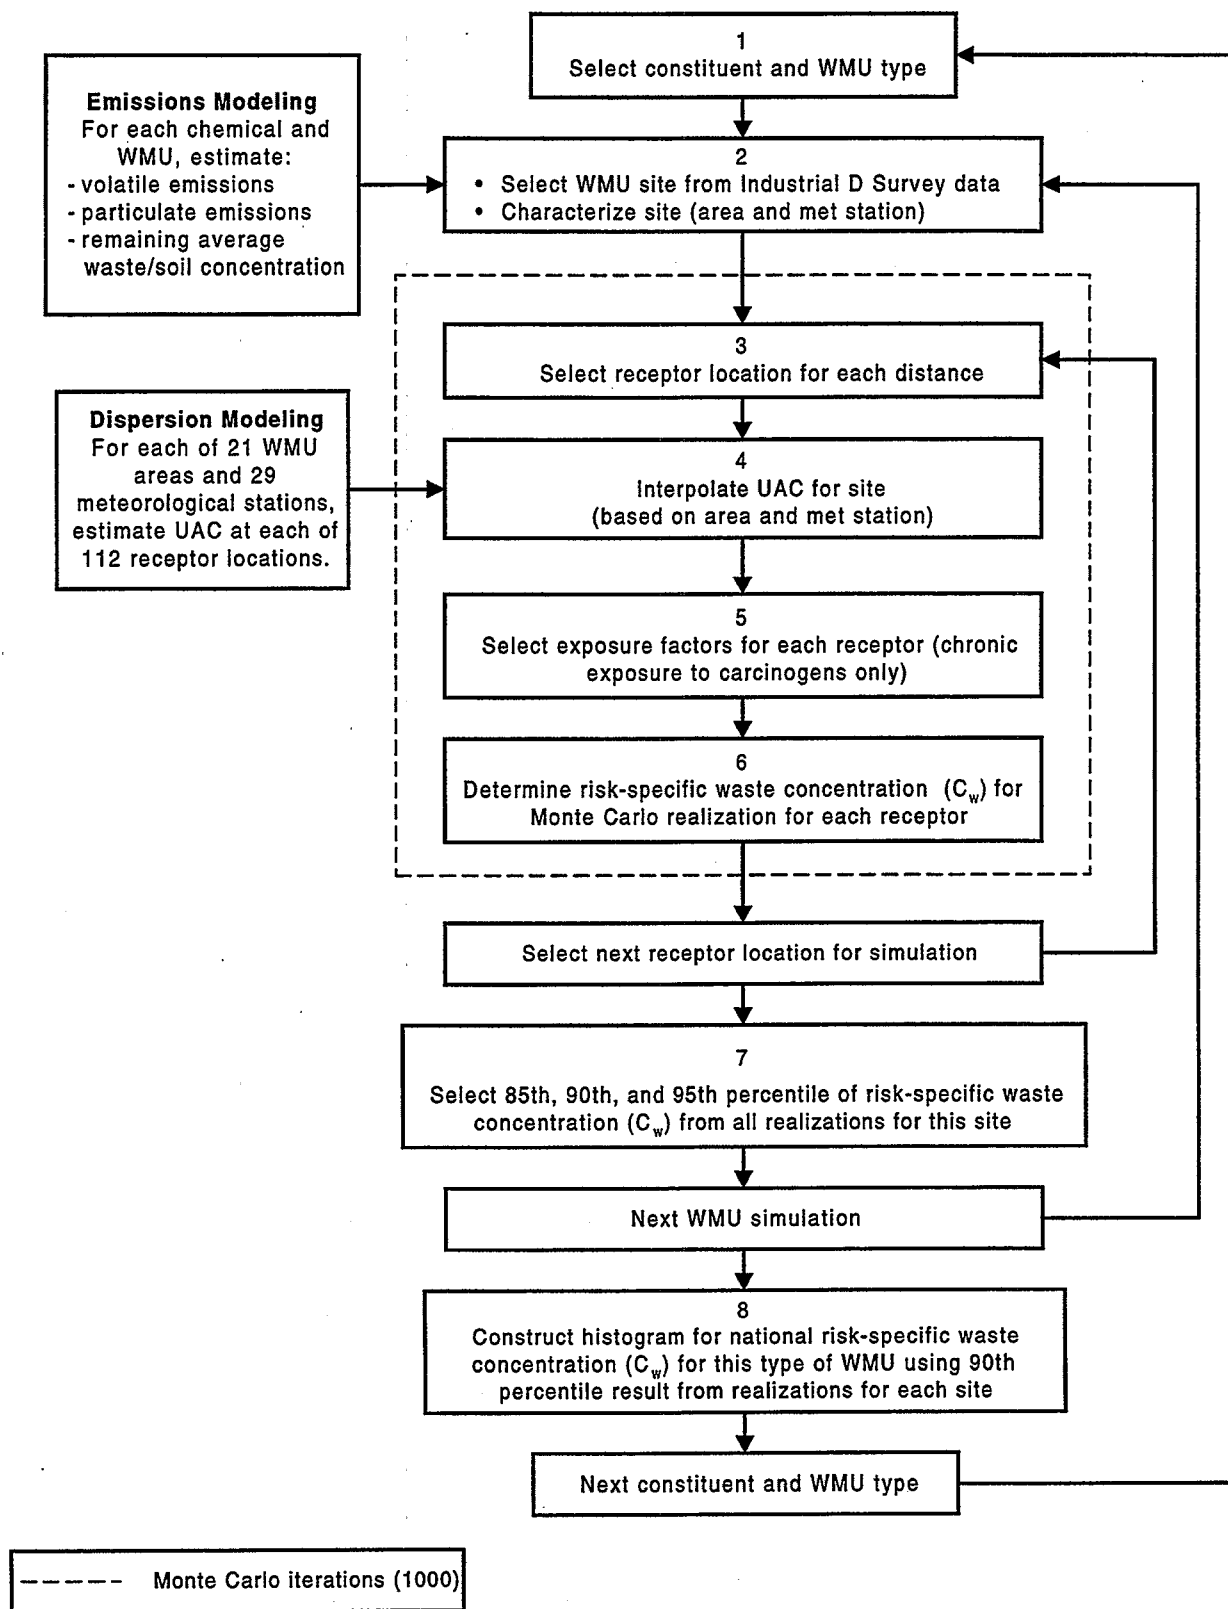 1
Select constituent and WMU type
Emissions Modeling
For each chemical and
WMU, estimate:
- volatile emissions
- particulate emissions
- remaining average
waste/soil concentration
2
• Select WMU site from Industrial D Survey data
• Characterize site (area and met station)
3
Select receptor location for each distance
Dispersion Modeling
For each of 21 WMU
areas and 29
meteorological stations,
estimate UAC at each of
112 receptor locations.
4
Interpolate UAC for site
(based on area and met station)
5
Select exposure factors for each receptor (chronic
exposure to carcinogens only)
6
Determine risk-specific waste concentration (Cw) for
Monte Carlo realization for each receptor
Select next receptor location for simulation
7
Select 85th, 90th, and 95th percentile of risk-specific waste
concentration (Cw) from all realizations for this site
Next WMU simulation
8
Construct histogram for national risk-specific waste
concentration (Cw) for this type of WMU using 90th
percentile result from realizations for each site
Next constituent and WMU type
Monte Carlo iterations (1000)